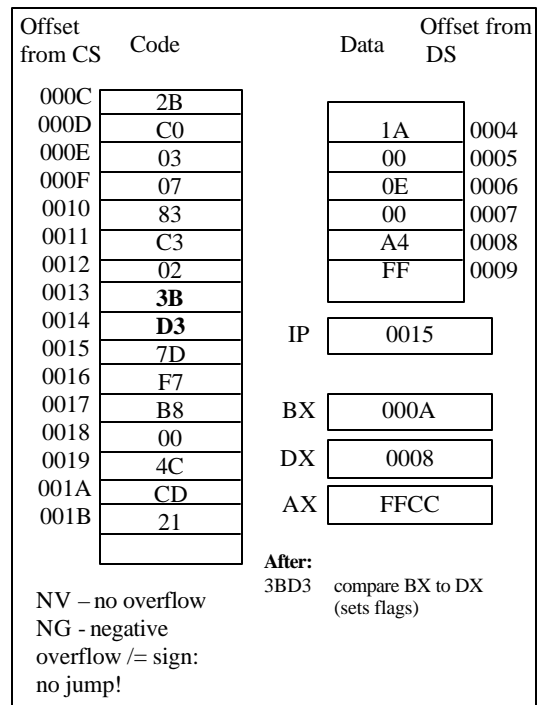 Offset from CS Code Data Offset from DS
000C 2B
000D C0 1A 0004
000E 03 00 0005
000F 07 0E 0006
0010 83 00 0007
0011 C3 A4 0008
0012 02 FF 0009
0013 3B
0014 D3 IP 0015
0015 7D
0016 F7
0017 B8 BX 000A
0018 00
0019 4C DX 0008
001A CD AX FFCC
001B 21
After:
3BD3 compare BX to DX
(sets flags)
NV – no overflow
NG - negative
overflow /= sign:
no jump!